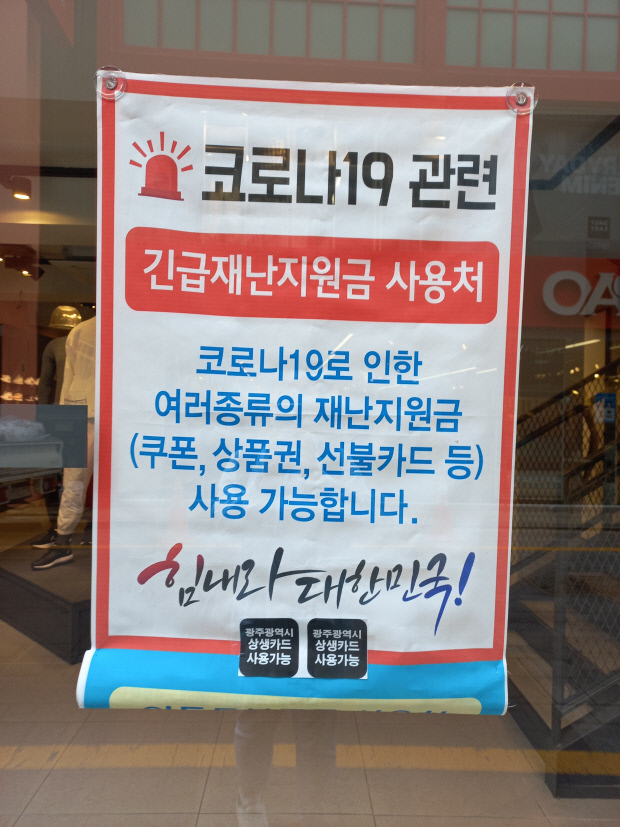 코로나19 관련
긴급재난지원금 사용처
코로나19로 인한
여러종류의 재난지원금
(쿠폰, 상품권, 선불카드 등)
사용 가능합니다.
힘내라 대한민국!
광주광역시
상생카드
사용가능
광주광역시
상생카드
사용가능